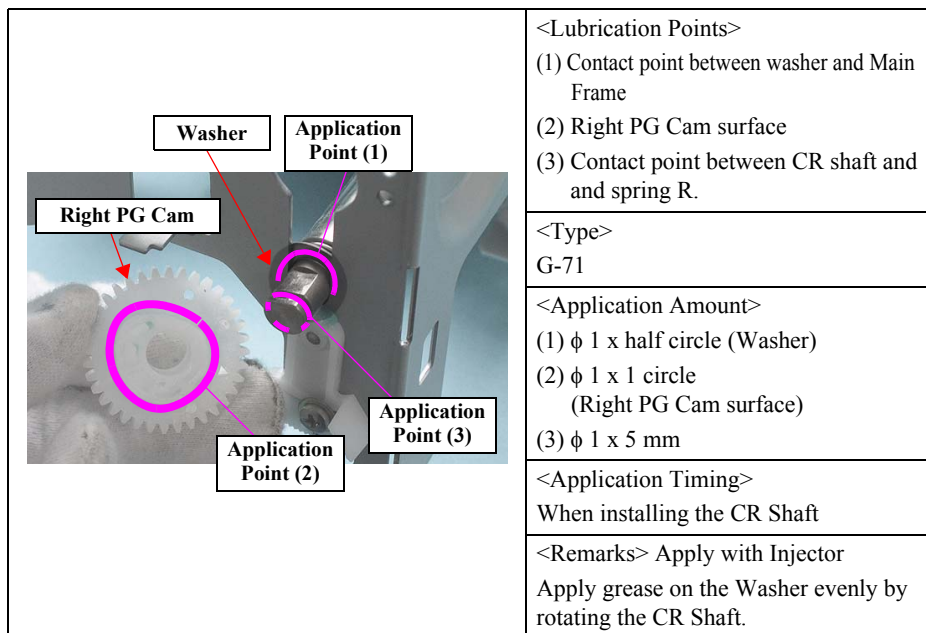 Washer
Application
Point (1)
Right PG Cam
Application
Point (3)
Application
Point (2)
<Lubrication Points>
(1) Contact point between washer and Main
Frame
(2) Right PG Cam surface
(3) Contact point between CR shaft and
and spring R.
<Type>
G-71
<Application Amount>
(1) ϕ 1 x half circle (Washer)
(2) ϕ 1 x 1 circle
(Right PG Cam surface)
(3) ϕ 1 x 5 mm
<Application Timing>
When installing the CR Shaft
<Remarks> Apply with Injector
Apply grease on the Washer evenly by
rotating the CR Shaft.